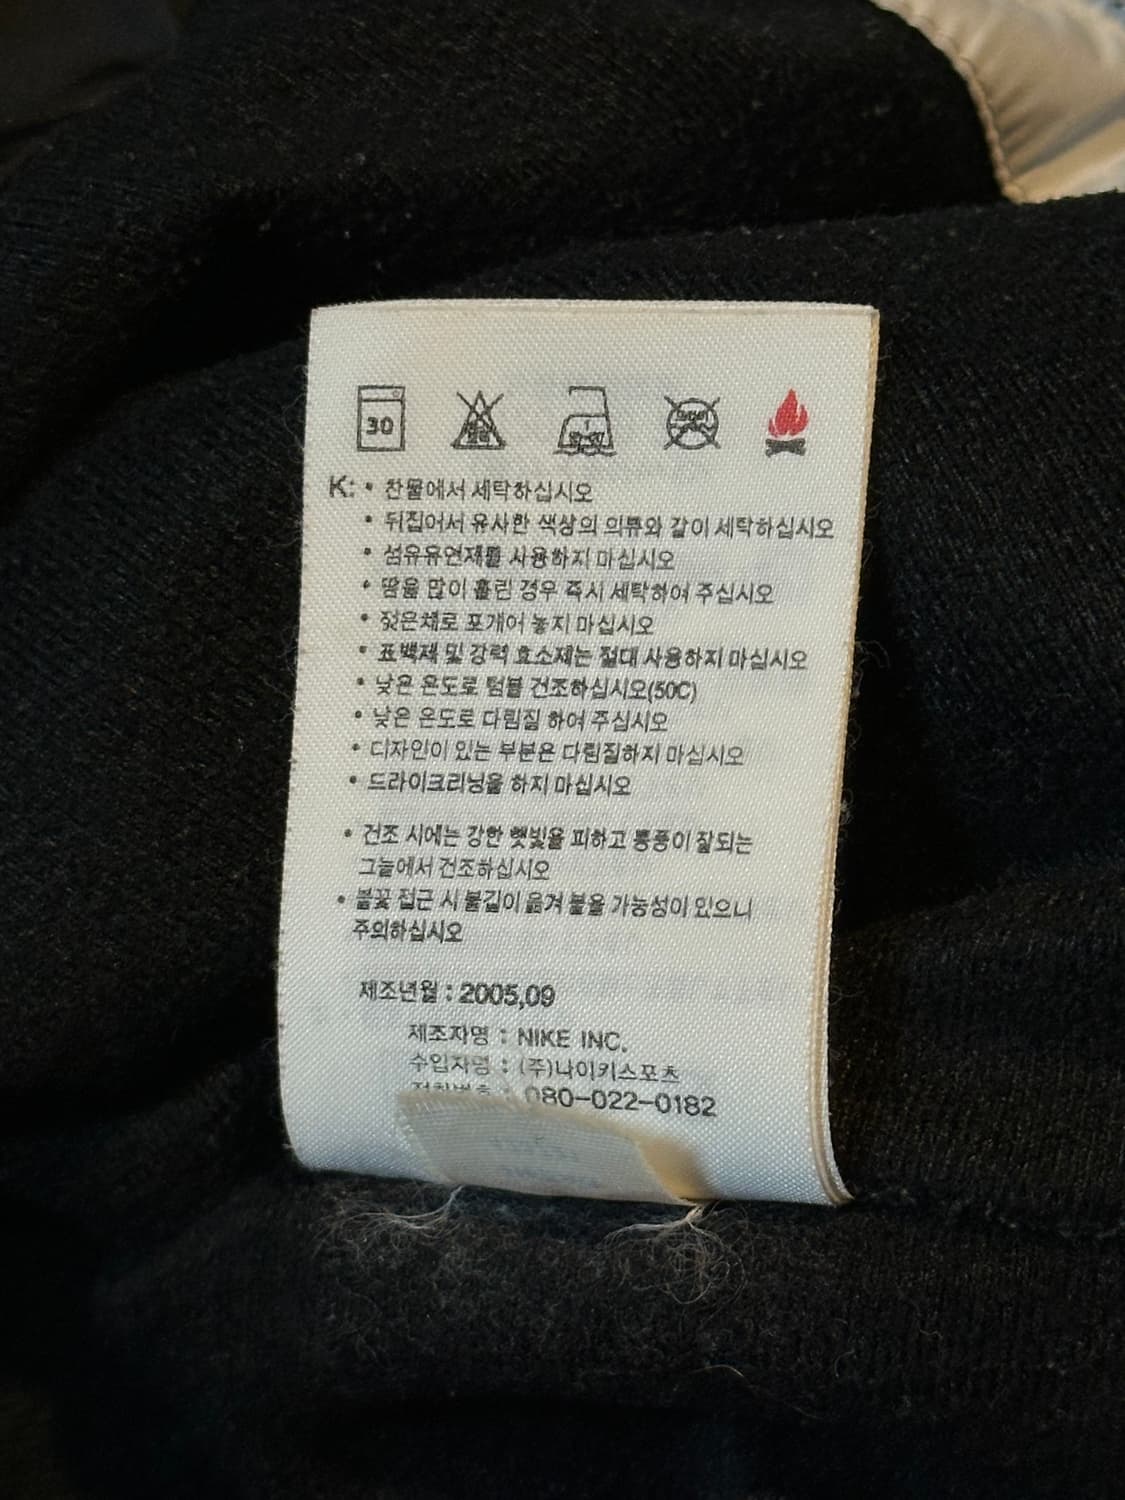 30
K: • 찬물에서 세탁하십시오
• 뒤집어서 유사한 색상의 의류와 같이 세탁하십시오
• 섬유유연재를 사용하지 마십시오
• 땀을 많이 흘린 경우 즉시 세탁하여 주십시오
• 젖은채로 포개어 놓지 마십시오
• 표백제 및 강력 효소제는 절대 사용하지 마십시오
• 낮은 온도로 텀블 건조하십시오(50C)
• 낮은 온도로 다림질 하여 주십시오
• 디자인이 있는 부분은 다림질하지 마십시오
• 드라이크리닝을 하지 마십시오
• 건조 시에는 강한 햇빛을 피하고 통풍이 잘되는
그늘에서 건조하십시오
• 불꽃 접근 시 불길이 옮겨 붙을 가능성이 있으니
주의하십시오
제조년월 : 2005,09
제조자명 : NIKE INC.
수입자명 : (주)나이키스포츠
: 080-022-0182